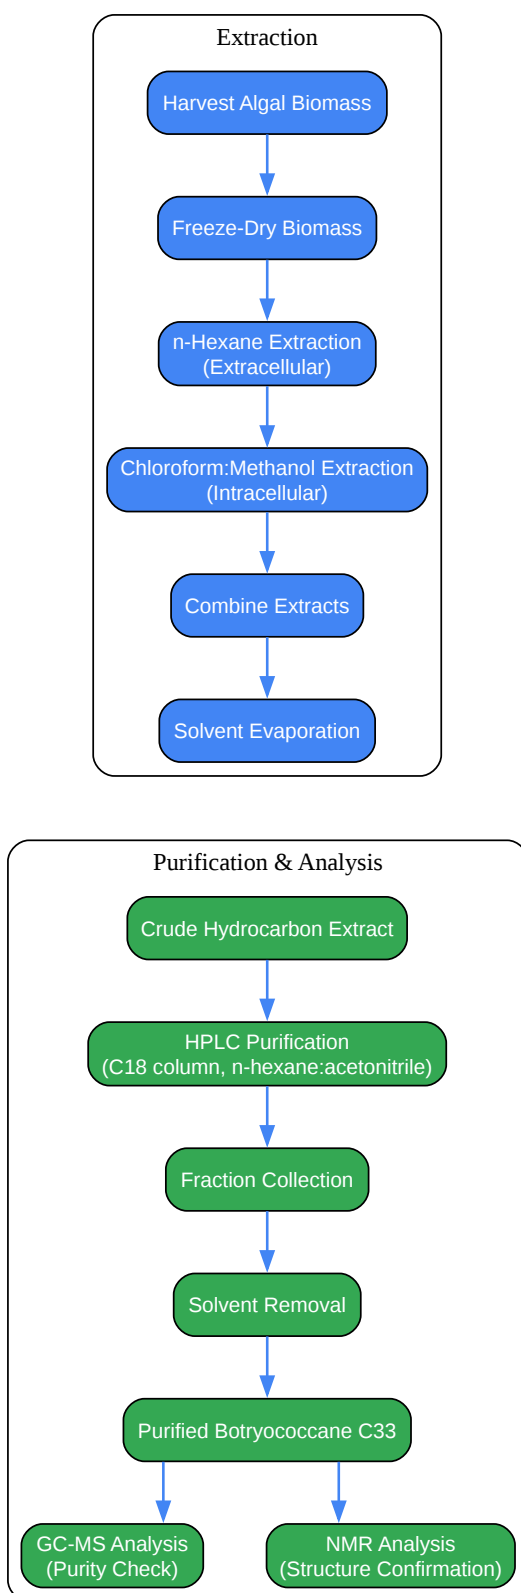 Extraction
Harvest Algal Biomass
Freeze-Dry Biomass
n-Hexane Extraction
(Extracellular)
Chloroform:Methanol Extraction
(Intracellular)
Combine Extracts
Solvent Evaporation
Purification & Analysis
Crude Hydrocarbon Extract
HPLC Purification
(C18 column, n-hexane:acetonitrile)
Fraction Collection
Solvent Removal
Purified Botryococcane C33
GC-MS Analysis
(Purity Check)
NMR Analysis
(Structure Confirmation)